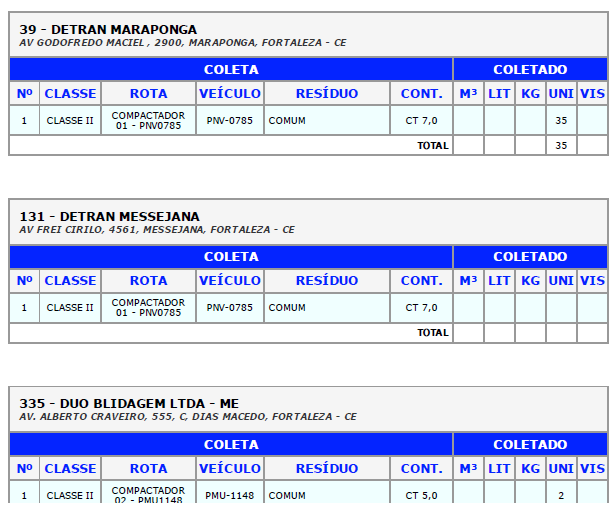 39 - DETRAN MARAPONGA
AV GODOFREDO MACIEL , 2900, MARAPONGA, FORTALEZA - CE
COLETA COLETADO
Nº CLASSE ROTA VEÍCULO RESÍDUO CONT. M³ LIT KG UNI VIS
1 CLASSE II COMPACTADOR 01 - PNV0785 PNV-0785 COMUM CT 7,0 35
TOTAL 35
131 - DETRAN MESSEJANA
AV FREI CIRILO, 4561, MESSEJANA, FORTALEZA - CE
COLETA COLETADO
Nº CLASSE ROTA VEÍCULO RESÍDUO CONT. M³ LIT KG UNI VIS
1 CLASSE II COMPACTADOR 01 - PNV0785 PNV-0785 COMUM CT 7,0
TOTAL
335 - DUO BLIDAGEM LTDA - ME
AV. ALBERTO CRAVEIRO, 555, C, DIAS MACEDO, FORTALEZA - CE
COLETA COLETADO
Nº CLASSE ROTA VEÍCULO RESÍDUO CONT. M³ LIT KG UNI VIS
1 CLASSE II COMPACTADOR 02 - PMU1148 PMU-1148 COMUM CT 5,0 2